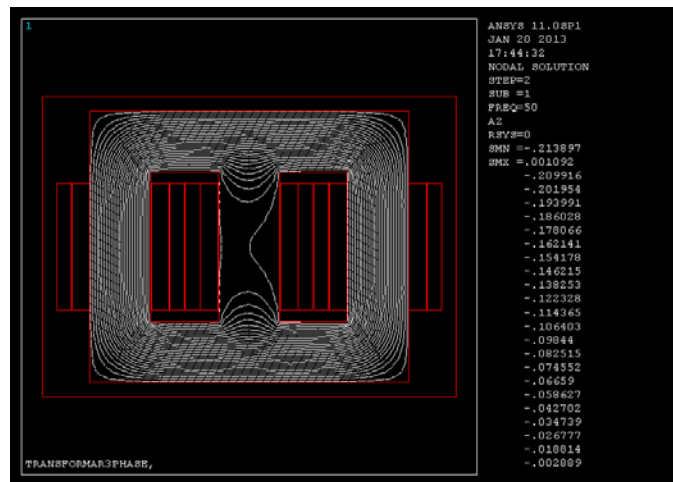 1
ANSYS 11.0SP1
JAN 20 2013
17:44:32
NODAL SOLUTION
STEP=2
SUB =1
FREQ=50
AZ
RSYS=0
SMN =-.213897
SMX =.001092
-.209916
-.201954
-.193991
-.186028
-.178066
-.162141
-.154178
-.146215
-.138253
-.122328
-.114365
-.106403
-.09844
-.082515
-.074552
-.06659
-.058627
-.042702
-.034739
-.026777
-.018814
-.002889
TRANSFORMAR3PHASE,